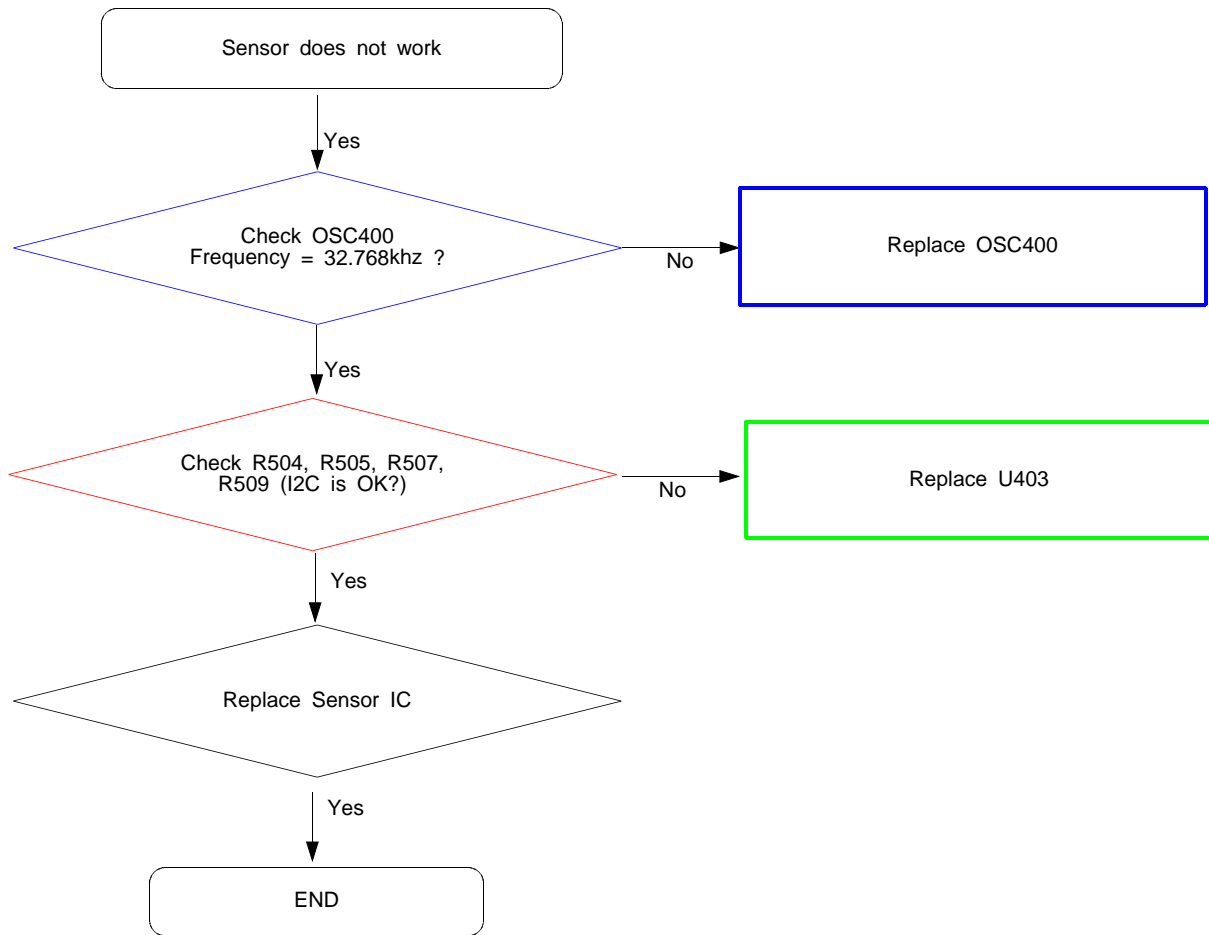 Sensor does not work
Yes
Check OSC400
Frequency = 32.768khz ?
No
Replace OSC400
Yes
Check R504, R505, R507,
R509 (I2C is OK?)
No
Replace U403
Yes
Replace Sensor IC
Yes
END